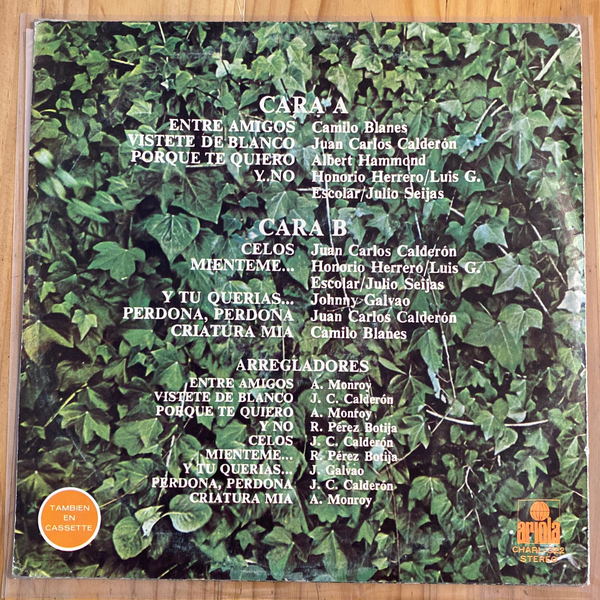 CARA A
ENTRE AMIGOS Camilo Blanes
VISTETE DE BLANCO Juan Carlos Calderón
PORQUE TE QUIERO Albert Hammond
Y..NO Honorio Herrero/Luis G.
Escolar/Julio Seijas
CARA B
CELOS Juan Carlos Calderón
MIENTEME... Honorio Herrero/Luis G.
Escolar/Julio Seijas
Y TU QUERIAS... Johnny Galvao
PERDONA, PERDONA Juan Carlos Calderón
CRIATURA MIA Camilo Blanes
ARREGLADORES
ENTRE AMIGOS A. Monroy
VISTETE DE BLANCO J. C. Calderón
PORQUE TE QUIERO A. Monroy
Y NO R. Pérez Botija
CELOS J. C. Calderón
MIENTEME... R. Pérez Botija
Y TU QUERIAS... J. Galvao
PERDONA, PERDONA J. C. Calderón
CRIATURA MIA A. Monroy
TAMBIEN
EN
CASSETTE
ariola
STEREO